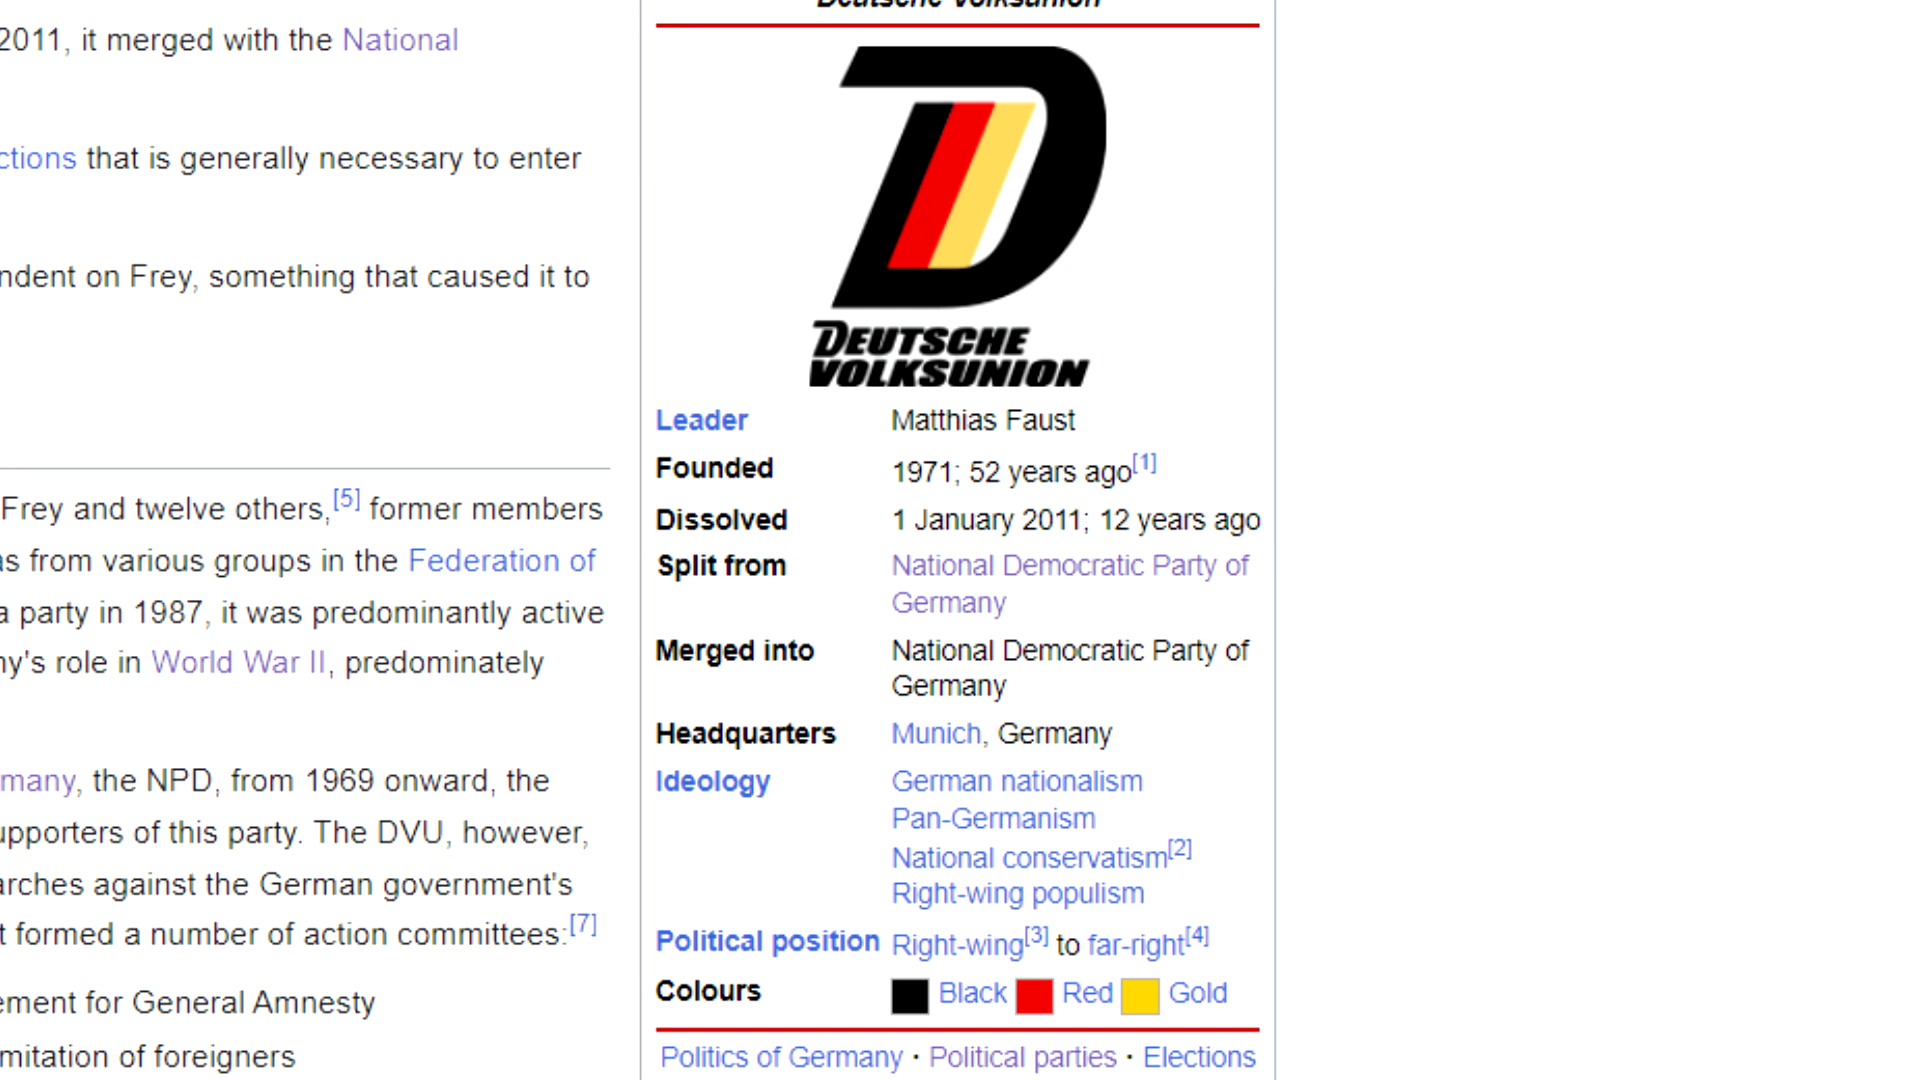 2011, it merged with the National
ctions that is generally necessary to enter
ndent on Frey, something that caused it to
Frey and twelve others,[5] former members
as from various groups in the Federation of
a party in 1987, it was predominantly active
ny's role in World War II, predominately
many, the NPD, from 1969 onward, the
upporters of this party. The DVU, however,
arches against the German government's
t formed a number of action committees:[7]
ement for General Amnesty
mitation of foreigners
Deutsche Volksunion
DEUTSCHE
VOLKSUNION
Leader Matthias Faust
Founded 1971; 52 years ago[1]
Dissolved 1 January 2011; 12 years ago
Split from National Democratic Party of
Germany
Merged into National Democratic Party of
Germany
Headquarters Munich, Germany
Ideology German nationalism
Pan-Germanism
National conservatism[2]
Right-wing populism
Political position Right-wing[3] to far-right[4]
Colours Black Red Gold
Politics of Germany · Political parties · Elections